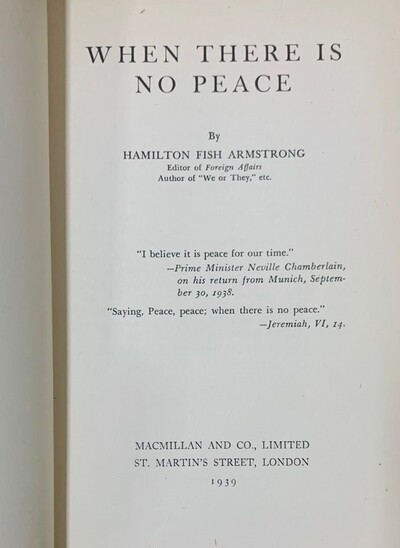 WHEN THERE IS
NO PEACE
By
HAMILTON FISH ARMSTRONG
Editor of Foreign Affairs
Author of "We or They," etc.
"I believe it is peace for our time."
—Prime Minister Neville Chamberlain,
on his return from Munich, Septem-
ber 30, 1938.
"Saying, Peace, peace; when there is no peace."
—Jeremiah, VI, 14.
MACMILLAN AND CO., LIMITED
ST. MARTIN'S STREET, LONDON
1939